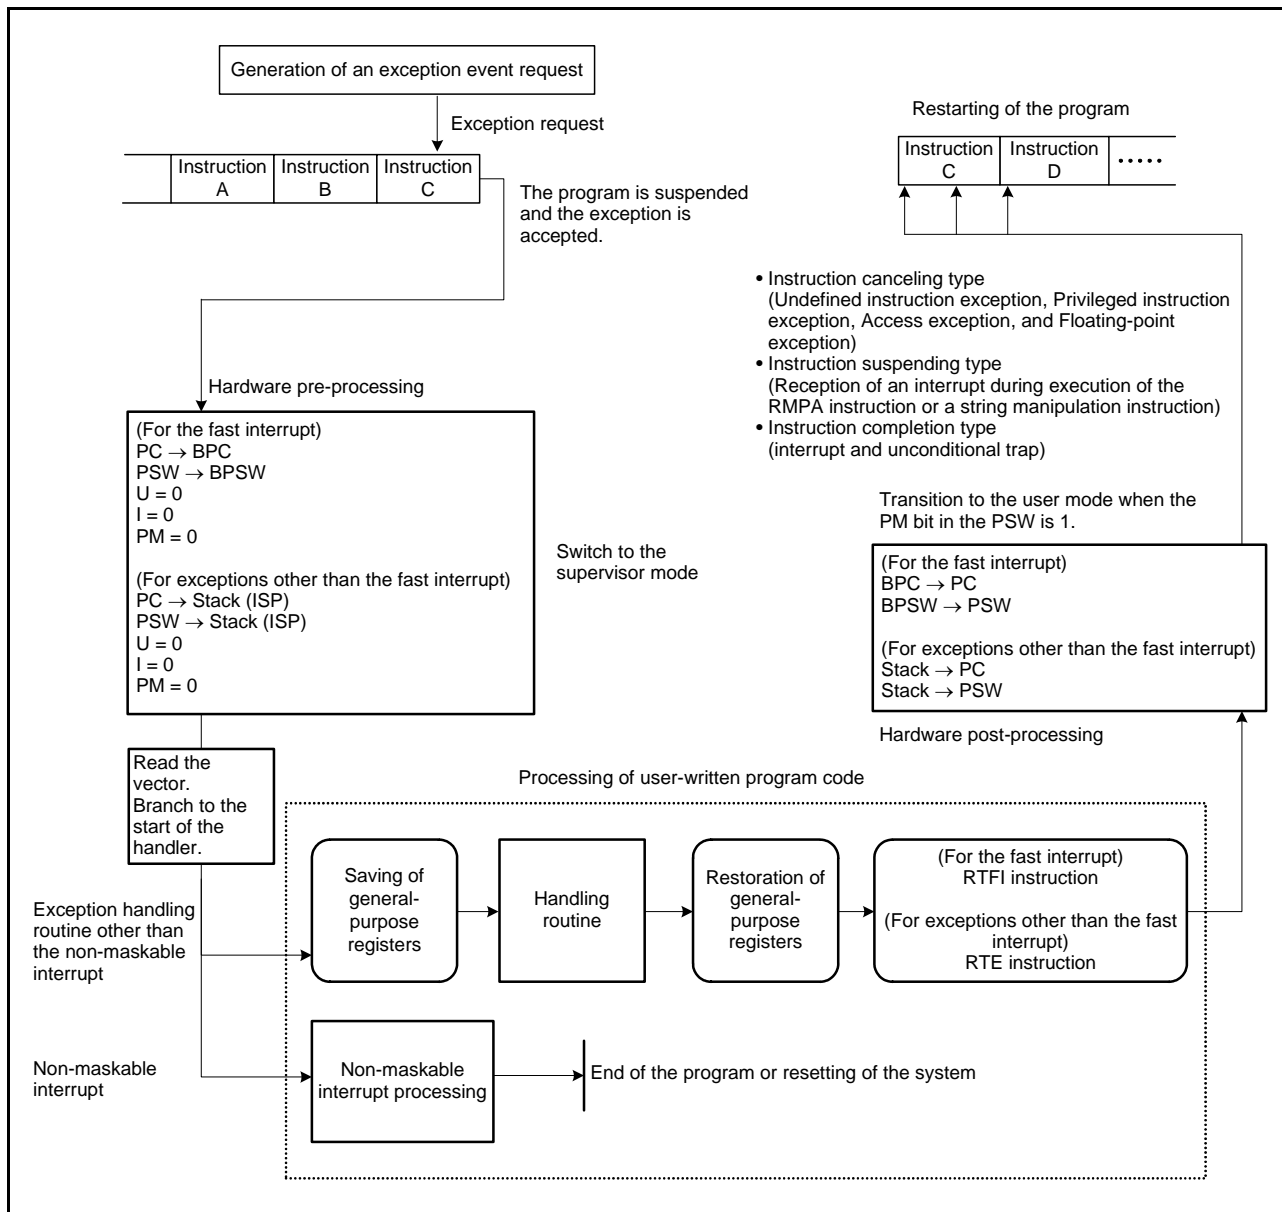 Generation of an exception event request
Exception request
Instruction
A
Instruction
B
Instruction
C
The program is suspended
and the exception is
accepted.
Restarting of the program
Instruction
C
Instruction
D
•••••
• Instruction canceling type
(Undefined instruction exception, Privileged instruction
exception, Access exception, and Floating-point
exception)
• Instruction suspending type
(Reception of an interrupt during execution of the
RMPA instruction or a string manipulation instruction)
• Instruction completion type
(interrupt and unconditional trap)
Hardware pre-processing
(For the fast interrupt)
PC → BPC
PSW → BPSW
U = 0
I = 0
PM = 0
(For exceptions other than the fast interrupt)
PC → Stack (ISP)
PSW → Stack (ISP)
U = 0
I = 0
PM = 0
Switch to the
supervisor mode
Transition to the user mode when the
PM bit in the PSW is 1.
(For the fast interrupt)
BPC → PC
BPSW → PSW
(For exceptions other than the fast interrupt)
Stack → PC
Stack → PSW
Hardware post-processing
Read the
vector.
Branch to the
start of the
handler.
Processing of user-written program code
Exception handling
routine other than
the non-maskable
interrupt
Saving of
general-
purpose
registers
Handling
routine
Restoration of
general-
purpose
registers
(For the fast interrupt)
RTFI instruction
(For exceptions other than the fast
interrupt)
RTE instruction
Non-maskable
interrupt
Non-maskable
interrupt processing
End of the program or resetting of the system